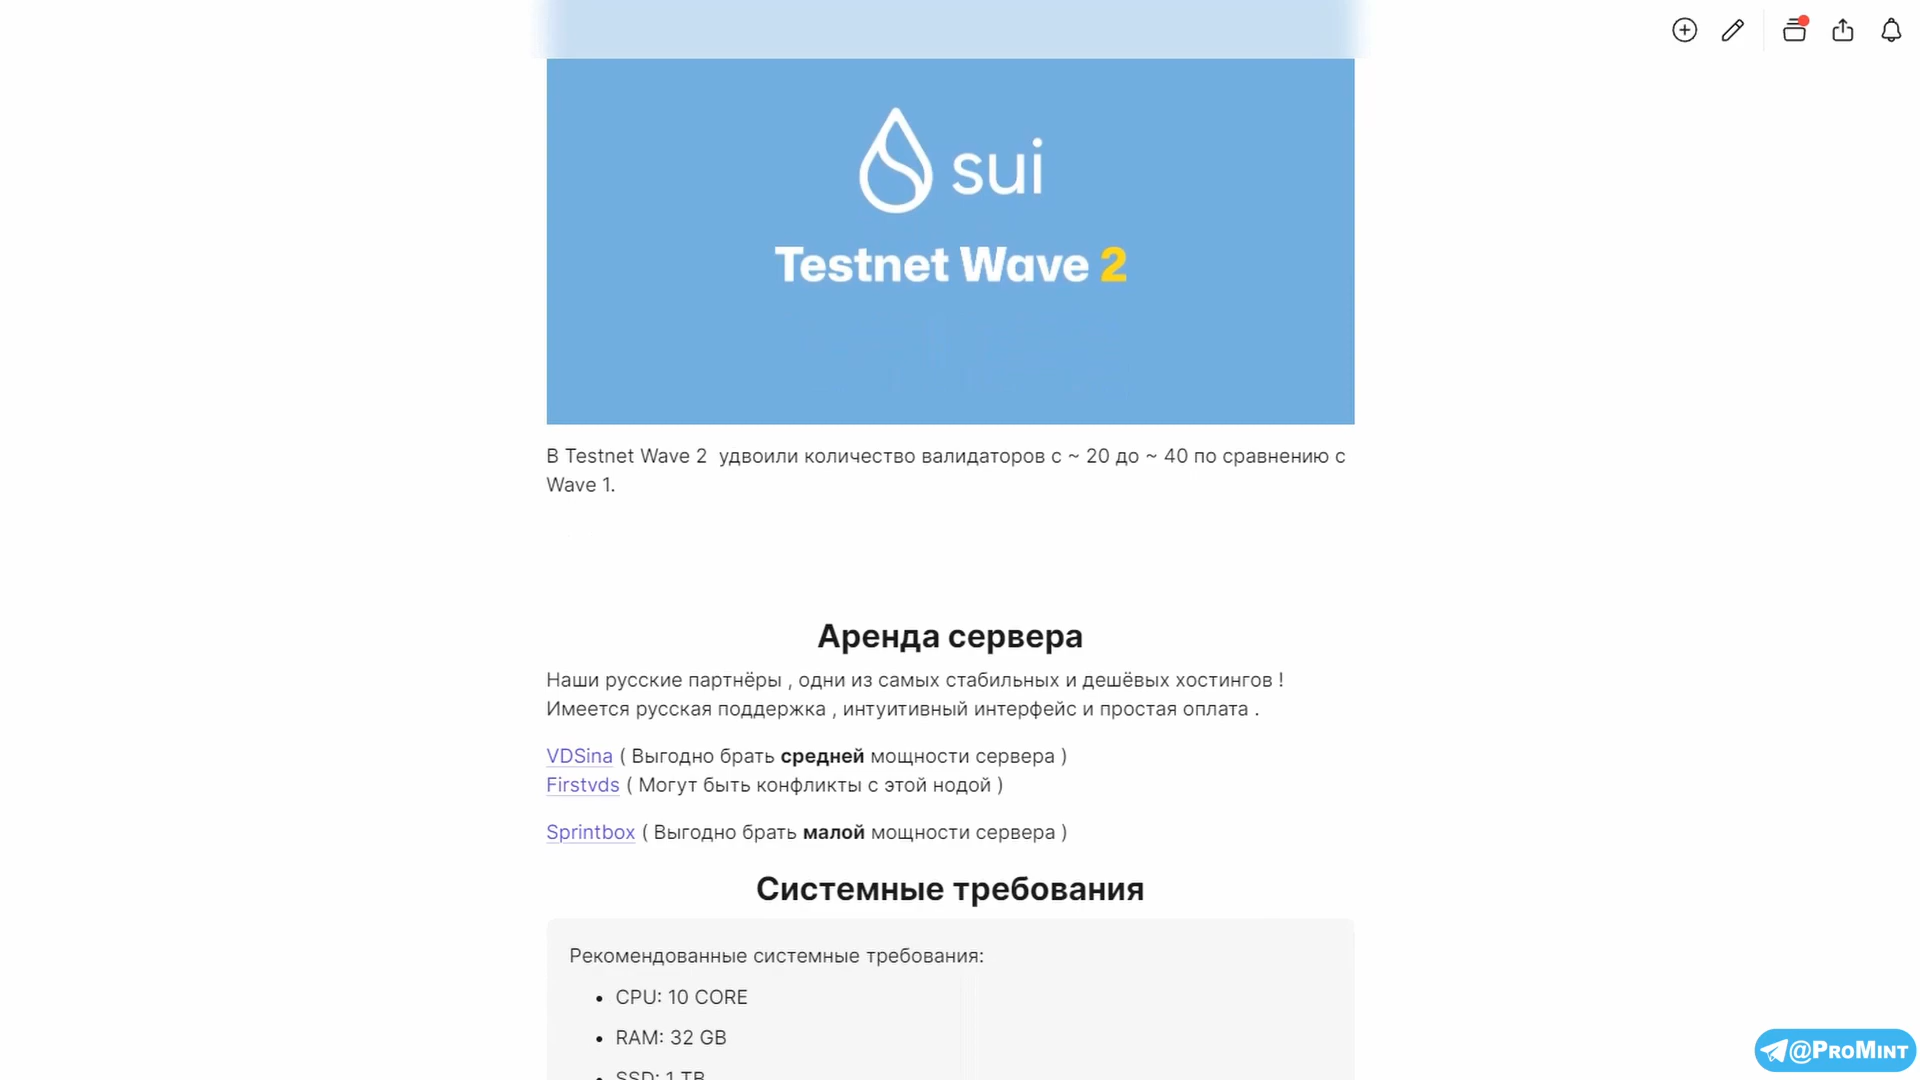 sui
Testnet Wave 2
В Testnet Wave 2 удвоили количество валидаторов с ~ 20 до ~ 40 по сравнению с
Wave 1.
Аренда сервера
Наши русские партнёры , одни из самых стабильных и дешёвых хостингов !
Имеется русская поддержка , интуитивный интерфейс и простая оплата .
VDSina ( Выгодно брать средней мощности сервера )
Firstvds ( Могут быть конфликты с этой нодой )
Sprintbox ( Выгодно брать малой мощности сервера )
Системные требования
Рекомендованные системные требования:
• CPU: 10 CORE
• RAM: 32 GB
• SSD: 1 TB
@ProMint